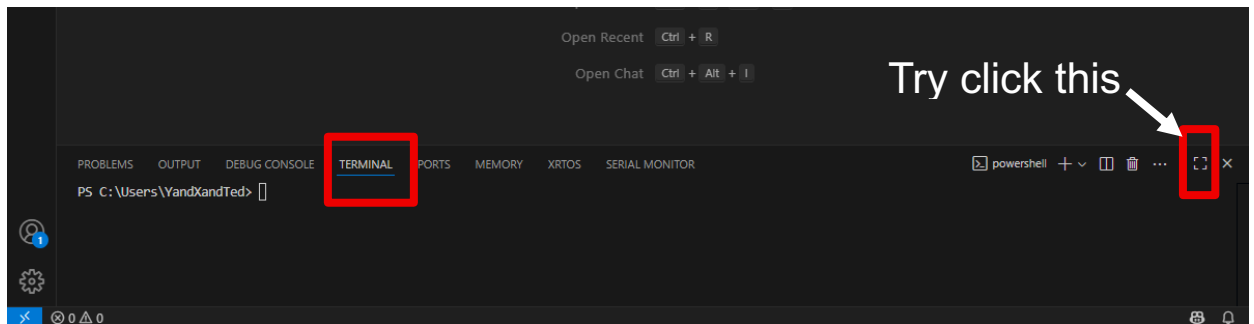 Open Recent Ctrl + R
Open Chat Ctrl + Alt + I
Try click this
PROBLEMS OUTPUT DEBUG CONSOLE TERMINAL PORTS MEMORY XRTOS SERIAL MONITOR powershell
PS C:\Users\YandXandTed>
1
0 0